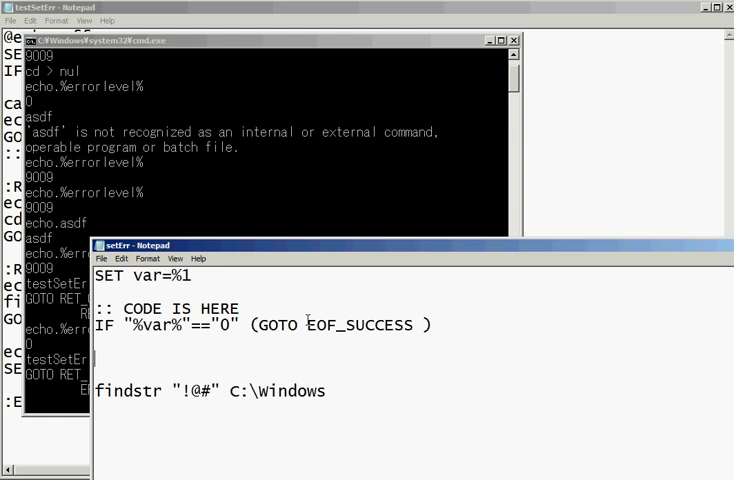 testSetErr - Notepad
File Edit Format View Help
@e
SE
IF
ca
ec
GO
::
:R
ec
cd
GO
:R
ec
fi
GO
ec
SE
:E
C:¥Windows¥system32¥cmd.exe
9009
cd > nul
echo.%errorlevel%
0
asdf
'asdf' is not recognized as an internal or external command,
operable program or batch file.
echo.%errorlevel%
9009
echo.%errorlevel%
9009
echo.asdf
asdf
echo.%err
9009
testSetEr
GOTO RET_
echo.%err
0
testSetEr
GOTO RET_
setErr - Notepad
File Edit Format View Help
SET var=%1
:: CODE IS HERE
IF "%var%"=="0" (GOTO EOF_SUCCESS )
findstr "!@#" C:\Windows